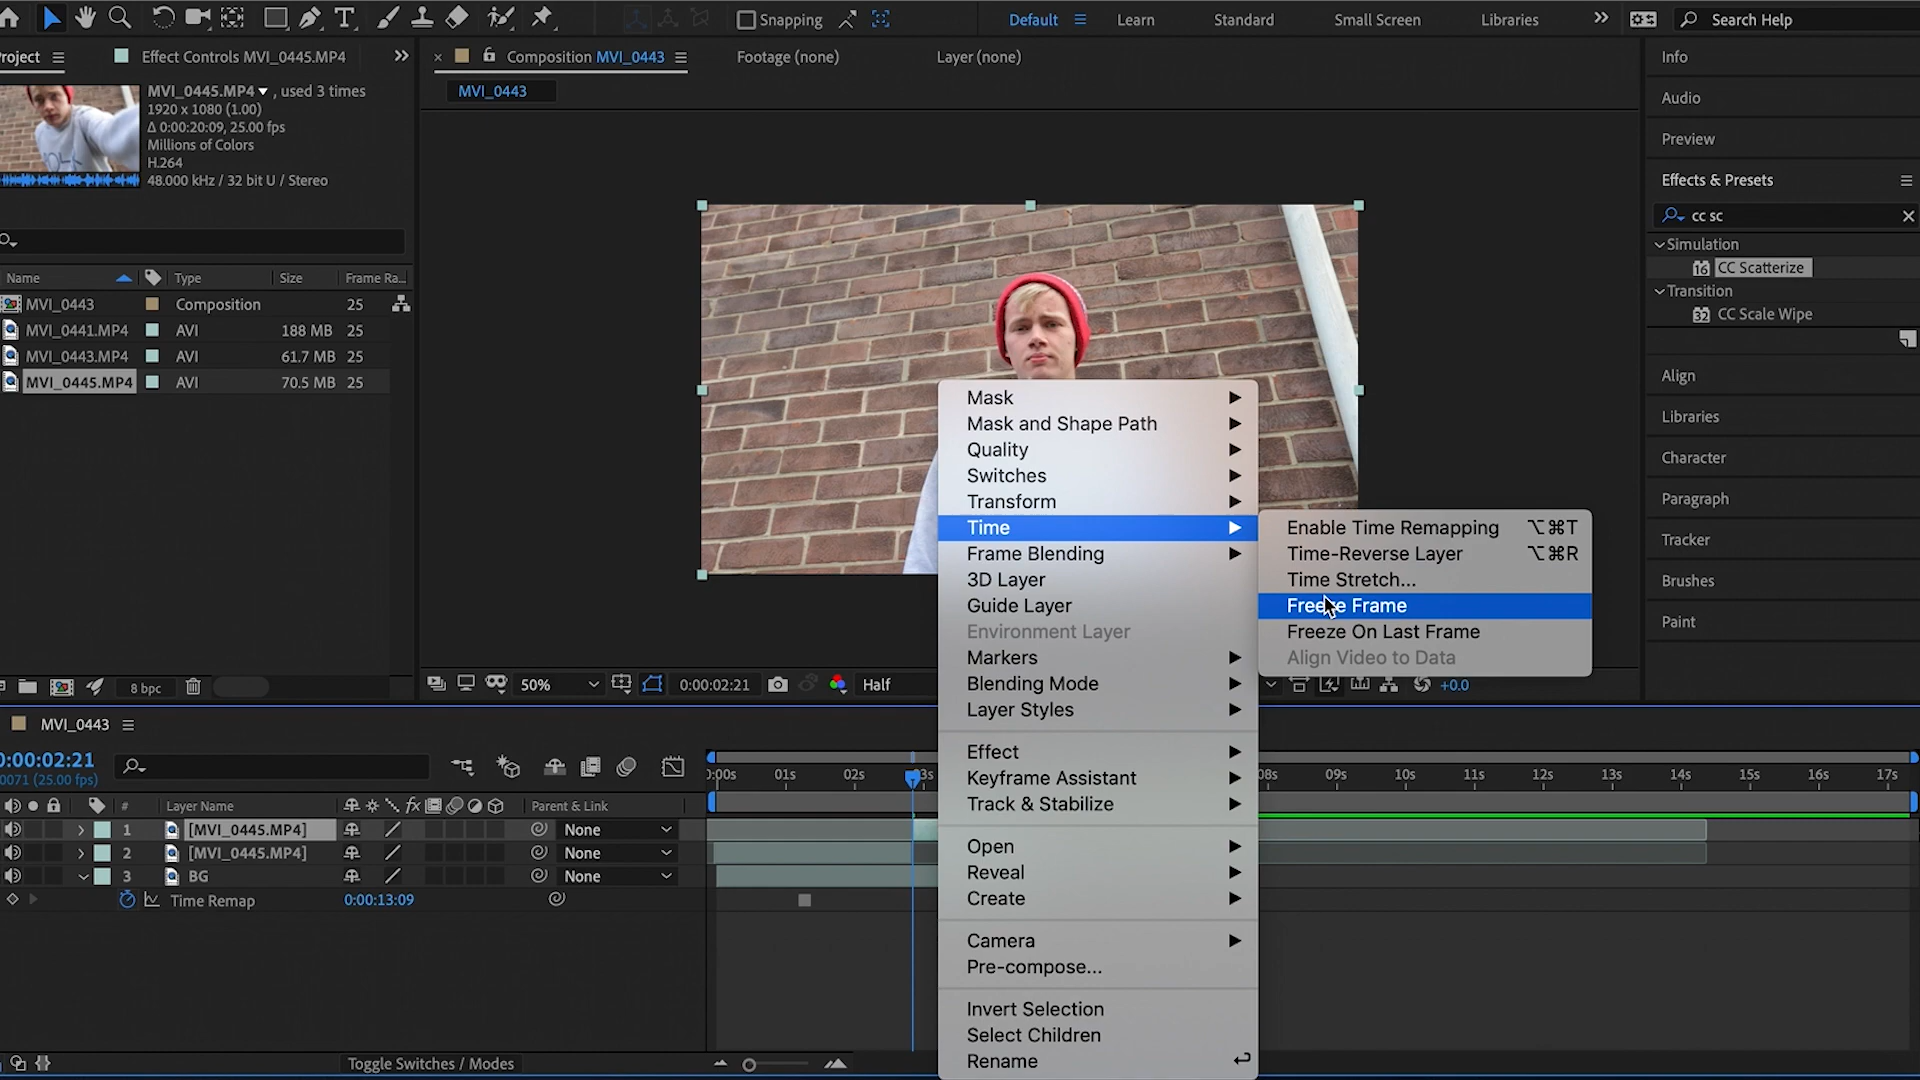 Snapping
Default
Learn
Standard
Small Screen
Libraries
Search Help
roject
Effect Controls MVI_0445.MP4
Composition MVI_0443
Footage (none)
Layer (none)
MVI_0443
MVI_0445.MP4 , used 3 times
1920 x 1080 (1.00)
Δ 0:00:20:09, 25.00 fps
Millions of Colors
H.264
48.000 kHz / 32 bit U / Stereo
Name Type Size Frame Ra...
MVI_0443 Composition 25
MVI_0441.MP4 AVI 188 MB 25
MVI_0443.MP4 AVI 61.7 MB 25
MVI_0445.MP4 AVI 70.5 MB 25
8 bpc
Info
Audio
Preview
Effects & Presets
cc sc
Simulation
16 CC Scatterize
Transition
32 CC Scale Wipe
Align
Libraries
Character
Paragraph
Tracker
Brushes
Paint
Mask
Mask and Shape Path
Quality
Switches
Transform
Time
Frame Blending
3D Layer
Guide Layer
Environment Layer
Markers
Blending Mode
Layer Styles
Effect
Keyframe Assistant
Track & Stabilize
Open
Reveal
Create
Camera
Pre-compose...
Invert Selection
Select Children
Rename
Enable Time Remapping ⌥⌘T
Time-Reverse Layer ⌥⌘R
Time Stretch...
Freeze Frame
Freeze On Last Frame
Align Video to Data
50%
0:00:02:21
Half
+0.0
MVI_0443
0:00:02:21
0071 (25.00 fps)
0:00s 01s 02s 03s 08s 09s 10s 11s 12s 13s 14s 15s 16s 17s
# Layer Name fx Parent & Link
1 [MVI_0445.MP4] None
2 [MVI_0445.MP4] None
3 BG None
Time Remap 0:00:13:09
Toggle Switches / Modes